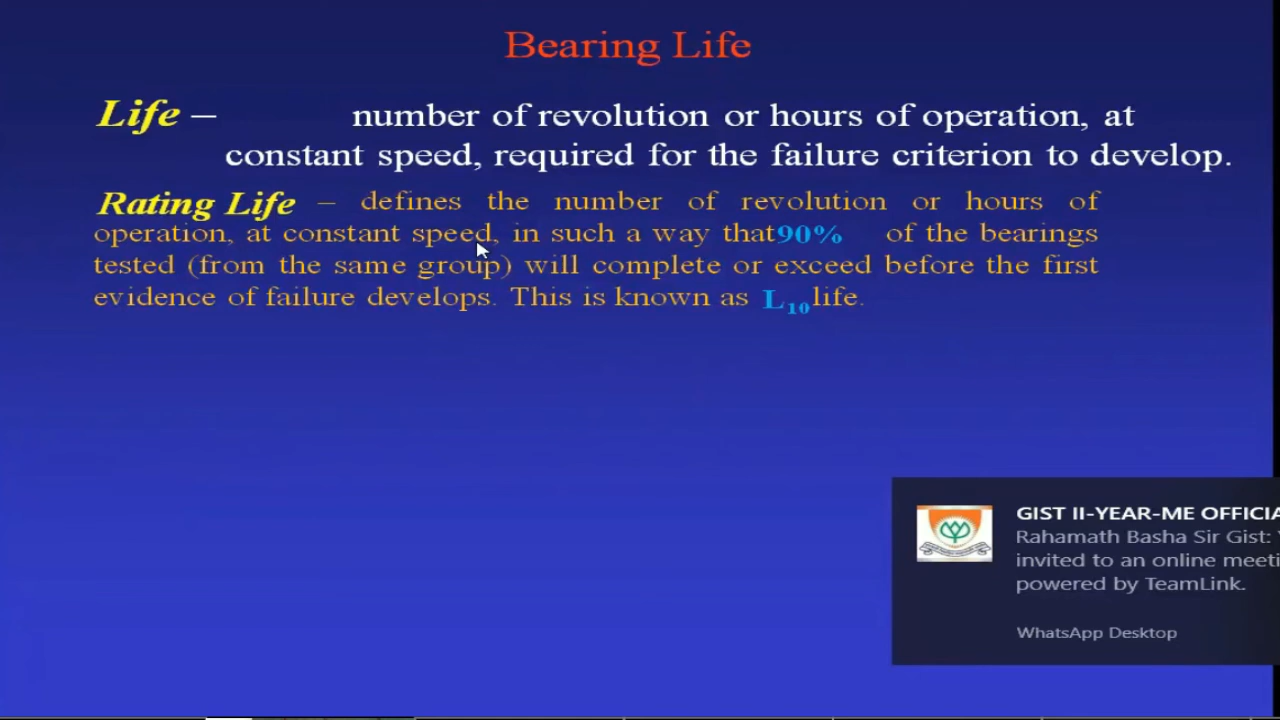 Bearing Life
Life – number of revolution or hours of operation, at
constant speed, required for the failure criterion to develop.
Rating Life – defines the number of revolution or hours of
operation, at constant speed, in such a way that 90% of the bearings
tested (from the same group) will complete or exceed before the first
evidence of failure develops. This is known as L10 life.
GIST II-YEAR-ME OFFICIA
Rahamath Basha Sir Gist:
invited to an online meeti
powered by TeamLink.
WhatsApp Desktop